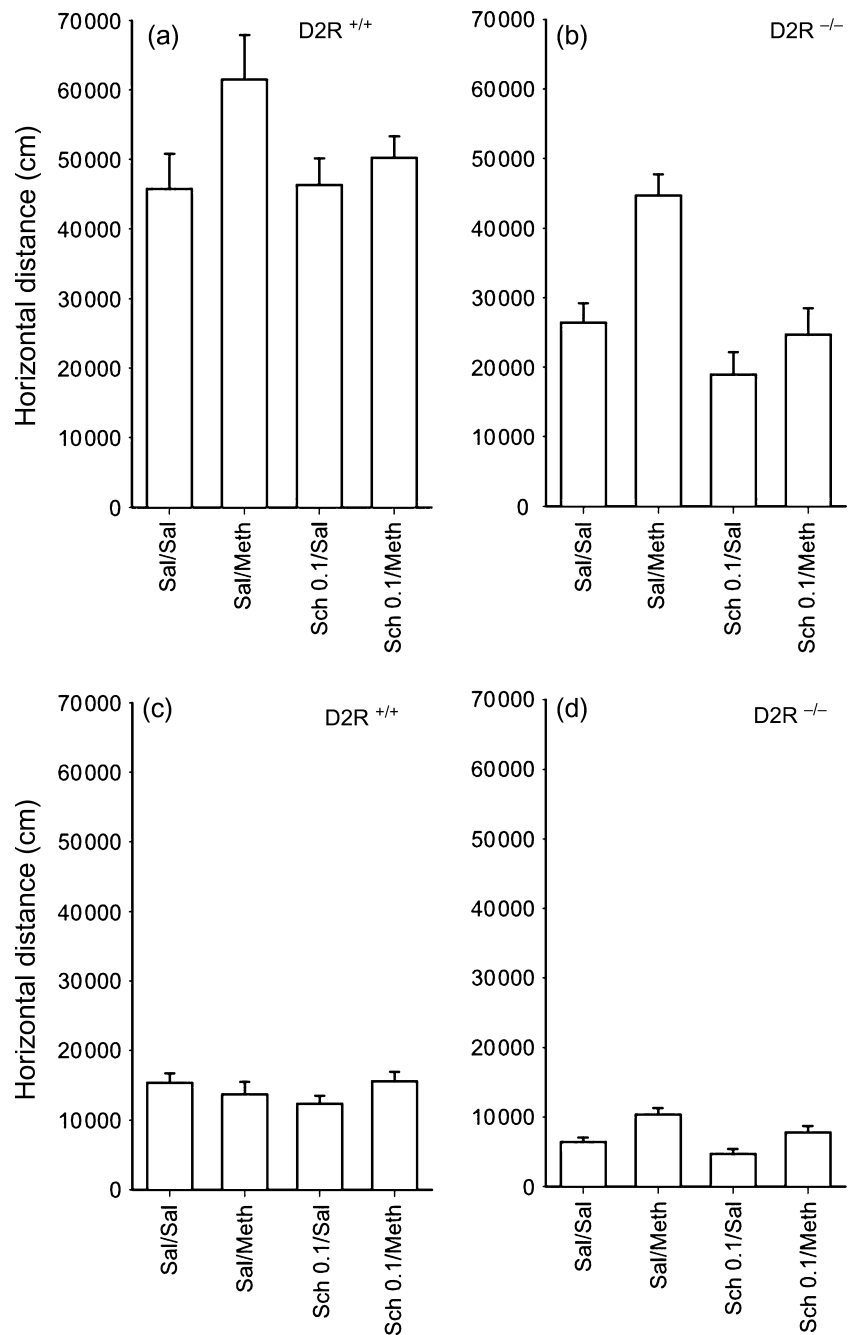 (a)
D2R +/+
Horizontal distance (cm)
70000
60000
50000
40000
30000
20000
10000
0
Sal/Sal
Sal/Meth
Sch 0.1/Sal
Sch 0.1/Meth
(b)
D2R –/–
70000
60000
50000
40000
30000
20000
10000
0
Sal/Sal
Sal/Meth
Sch 0.1/Sal
Sch 0.1/Meth
(c)
D2R +/+
Horizontal distance (cm)
70000
60000
50000
40000
30000
20000
10000
0
Sal/Sal
Sal/Meth
Sch 0.1/Sal
Sch 0.1/Meth
(d)
D2R –/–
70000
60000
50000
40000
30000
20000
10000
0
Sal/Sal
Sal/Meth
Sch 0.1/Sal
Sch 0.1/Meth